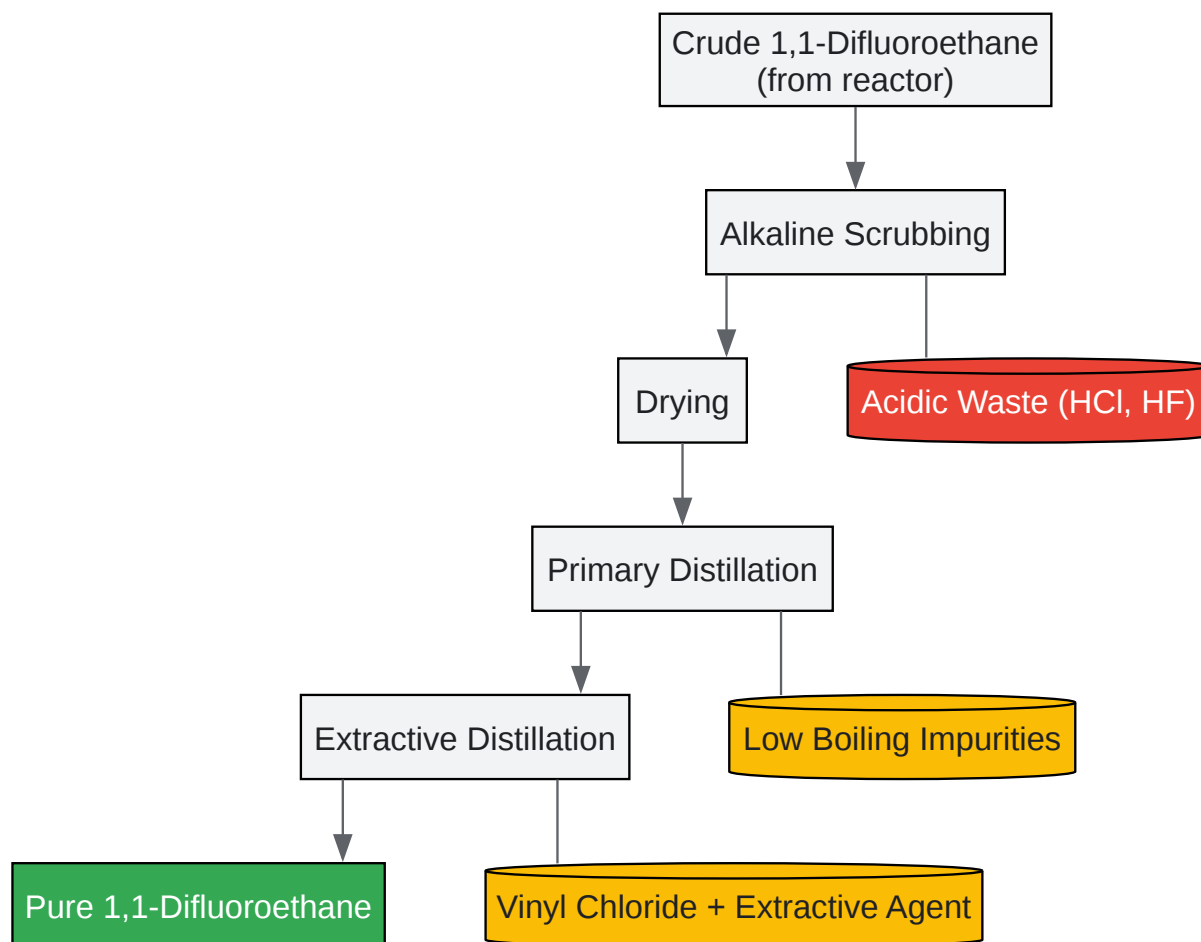 Crude 1,1-Difluoroethane
(from reactor)
Alkaline Scrubbing
Drying
Acidic Waste (HCl, HF)
Primary Distillation
Extractive Distillation
Low Boiling Impurities
Pure 1,1-Difluoroethane
Vinyl Chloride + Extractive Agent